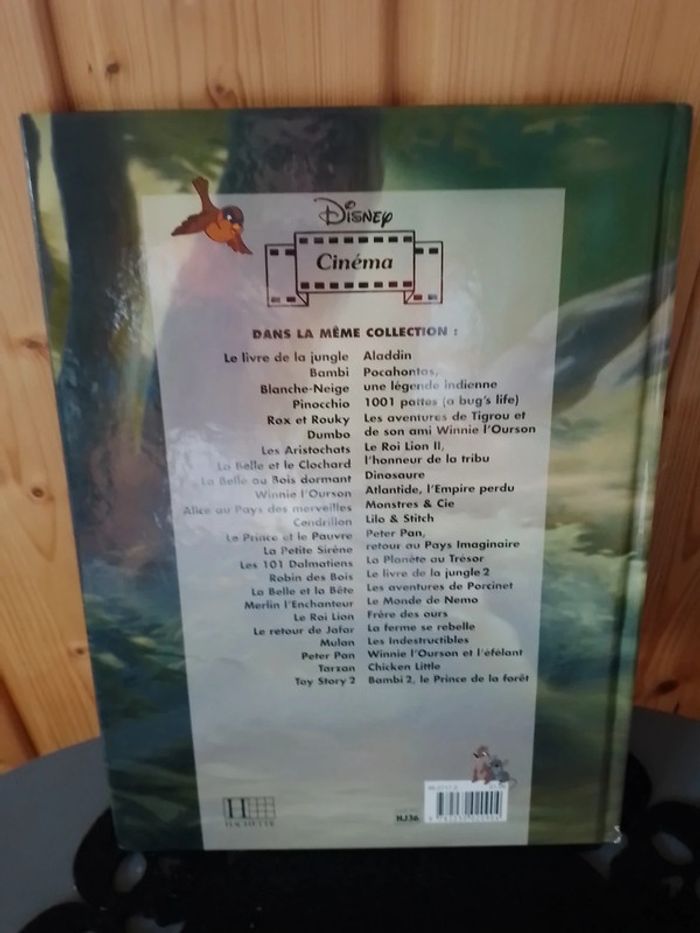 Disney
Cinéma
DANS LA MÊME COLLECTION :
Le livre de la jungle
Bambi
Blanche-Neige
Pinocchio
Rox et Rouky
Dumbo
Les Aristochats
La Belle et le Clochard
La Belle au Bois dormant
Winnie l'Ourson
Alice au Pays des merveilles
Cendrillon
Le Prince et le Pauvre
La Petite Sirène
Les 101 Dalmatiens
Robin des Bois
La Belle et la Bête
Merlin l'Enchanteur
Le Roi Lion
Le retour de Jafar
Mulan
Peter Pan
Tarzan
Toy Story 2
Aladdin
Pocahontas,
une légende indienne
1001 pattes (a bug's life)
Les aventures de Tigrou et
de son ami Winnie l'Ourson
Le Roi Lion II,
l'honneur de la tribu
Dinosaure
Atlantide, l'Empire perdu
Monstres & Cie
Lilo & Stitch
Peter Pan,
retour au Pays Imaginaire
La Planète au Trésor
Le livre de la jungle 2
Les aventures de Porcinet
Le Monde de Nemo
Frère des ours
La ferme se rebelle
Les Indestructibles
Winnie l'Ourson et l'éfélant
Chicken Little
Bambi 2, le Prince de la forêt
H
HACHETTE
HJ36